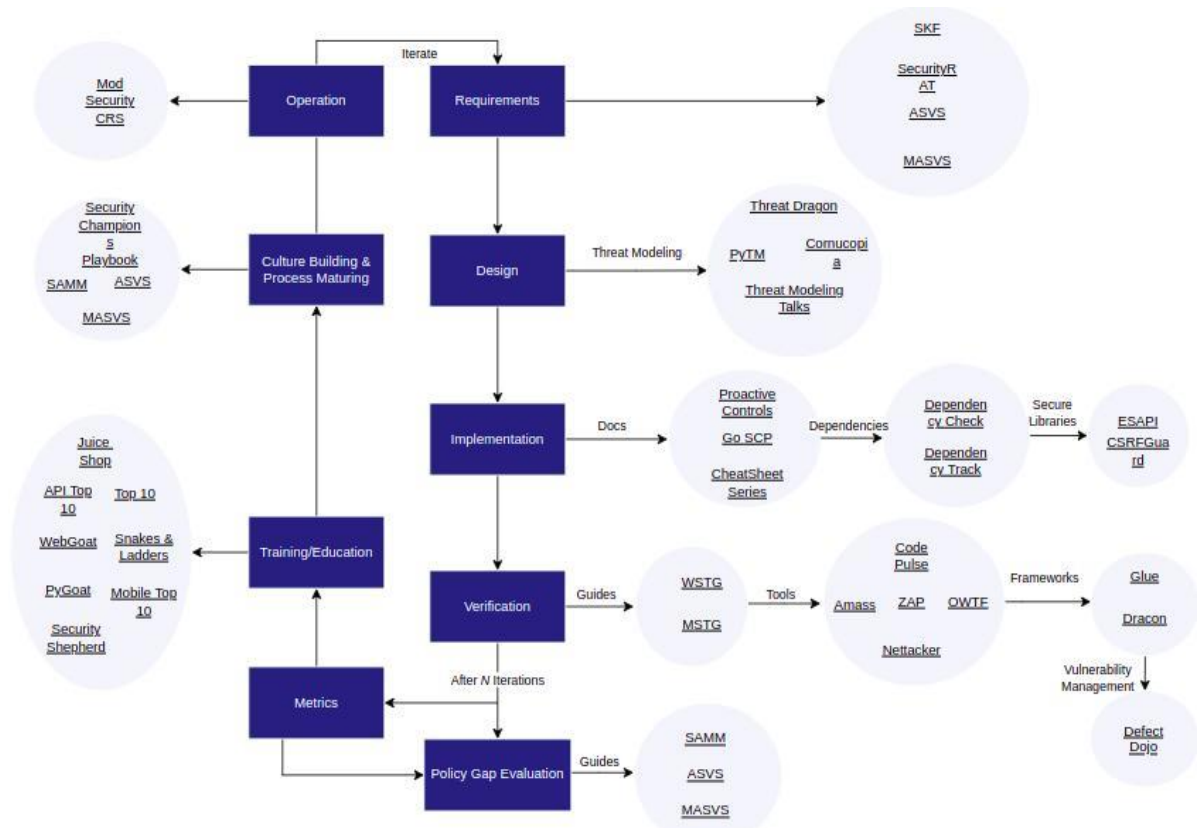 Iterate
Operation
Mod
Security
CRS
Requirements
SKF
SecurityR
AT
ASVS
MASVS
Culture Building &
Process Maturing
Security
Champion
s
Playbook
SAMM
ASVS
MASVS
Design
Threat Modeling
Threat Dragon
PyTM
Cornucopi
a
Threat Modeling
Talks
Implementation
Docs
Proactive
Controls
Go SCP
CheatSheet
Series
Dependencies
Dependen
cy Check
Dependen
cy Track
Secure
Libraries
ESAPI
CSRFGua
rd
Training/Education
Juice
Shop
API Top
10
Top 10
WebGoat
Snakes &
Ladders
PyGoat
Mobile Top
10
Security
Shepherd
Verification
Guides
WSTG
MSTG
Tools
Code
Pulse
Amass
ZAP
OWTF
Nettacker
Frameworks
Glue
Dracon
Vulnerability
Management
Defect
Dojo
After N Iterations
Metrics
Policy Gap Evaluation
Guides
SAMM
ASVS
MASVS